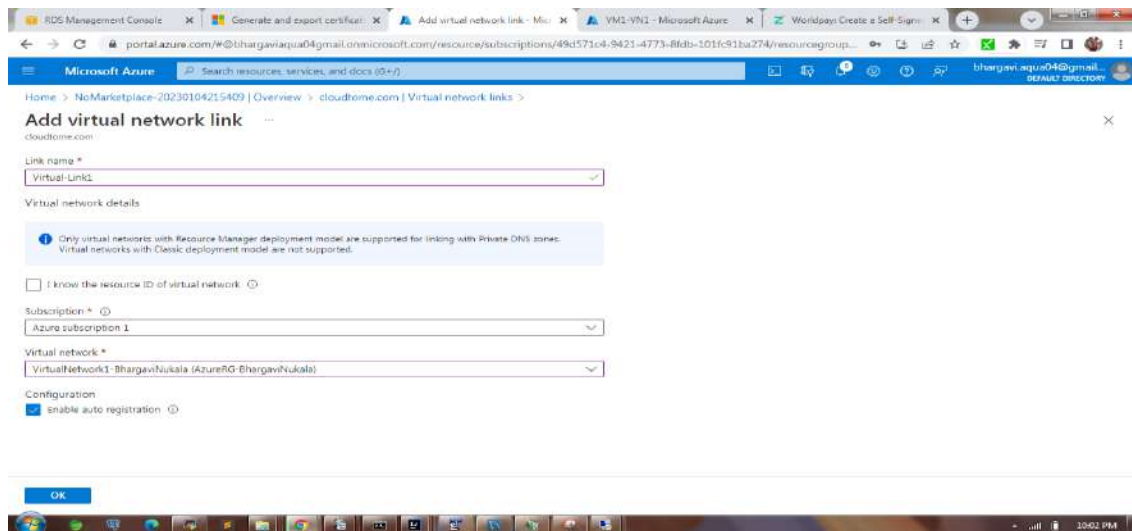 RDS Management Console
Generate and export certificat
Add virtual network link - Mic
VM1-VN1 - Microsoft Azure
Worldpay: Create a Self-Signe
portal.azure.com/#@bhargaviaqua04gmail.onmicrosoft.com/resource/subscriptions/49d571c4-9421-4773-8fdb-101fc91ba274/resourcegroup...
Microsoft Azure
Search resources, services, and docs (G+/)
bhargavi.aqua04@gmail...
DEFAULT DIRECTORY
Home > NoMarketplace-20230104215409 | Overview > cloudtome.com | Virtual network links >
Add virtual network link ...
cloudtome.com
Link name *
Virtual-Link1
Virtual network details
Only virtual networks with Resource Manager deployment model are supported for linking with Private DNS zones.
Virtual networks with Classic deployment model are not supported.
I know the resource ID of virtual network
Subscription *
Azure subscription 1
Virtual network *
VirtualNetwork1-BhargaviNukala (AzureRG-BhargaviNukala)
Configuration
Enable auto registration
OK
10:02 PM